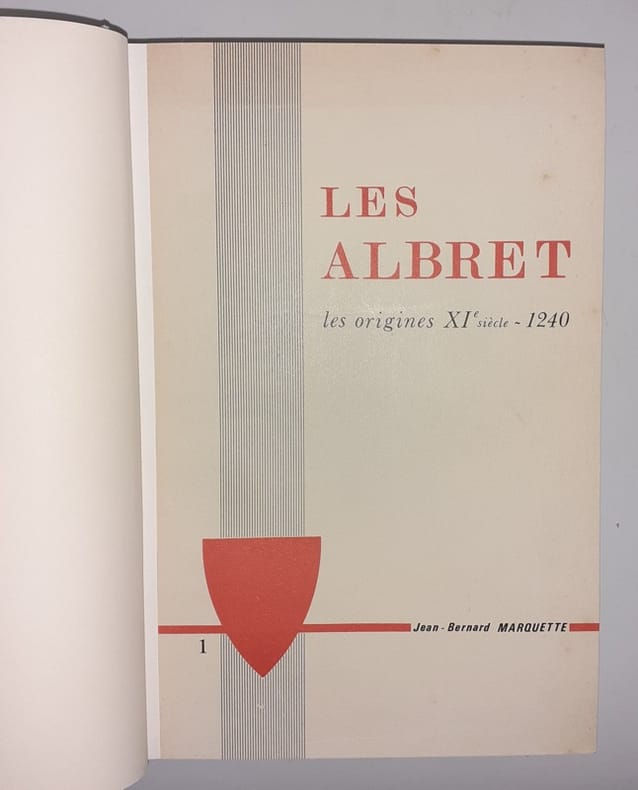 LES
ALBRET
les origines XIe siècle ~ 1240
Jean-Bernard MARQUETTE
1